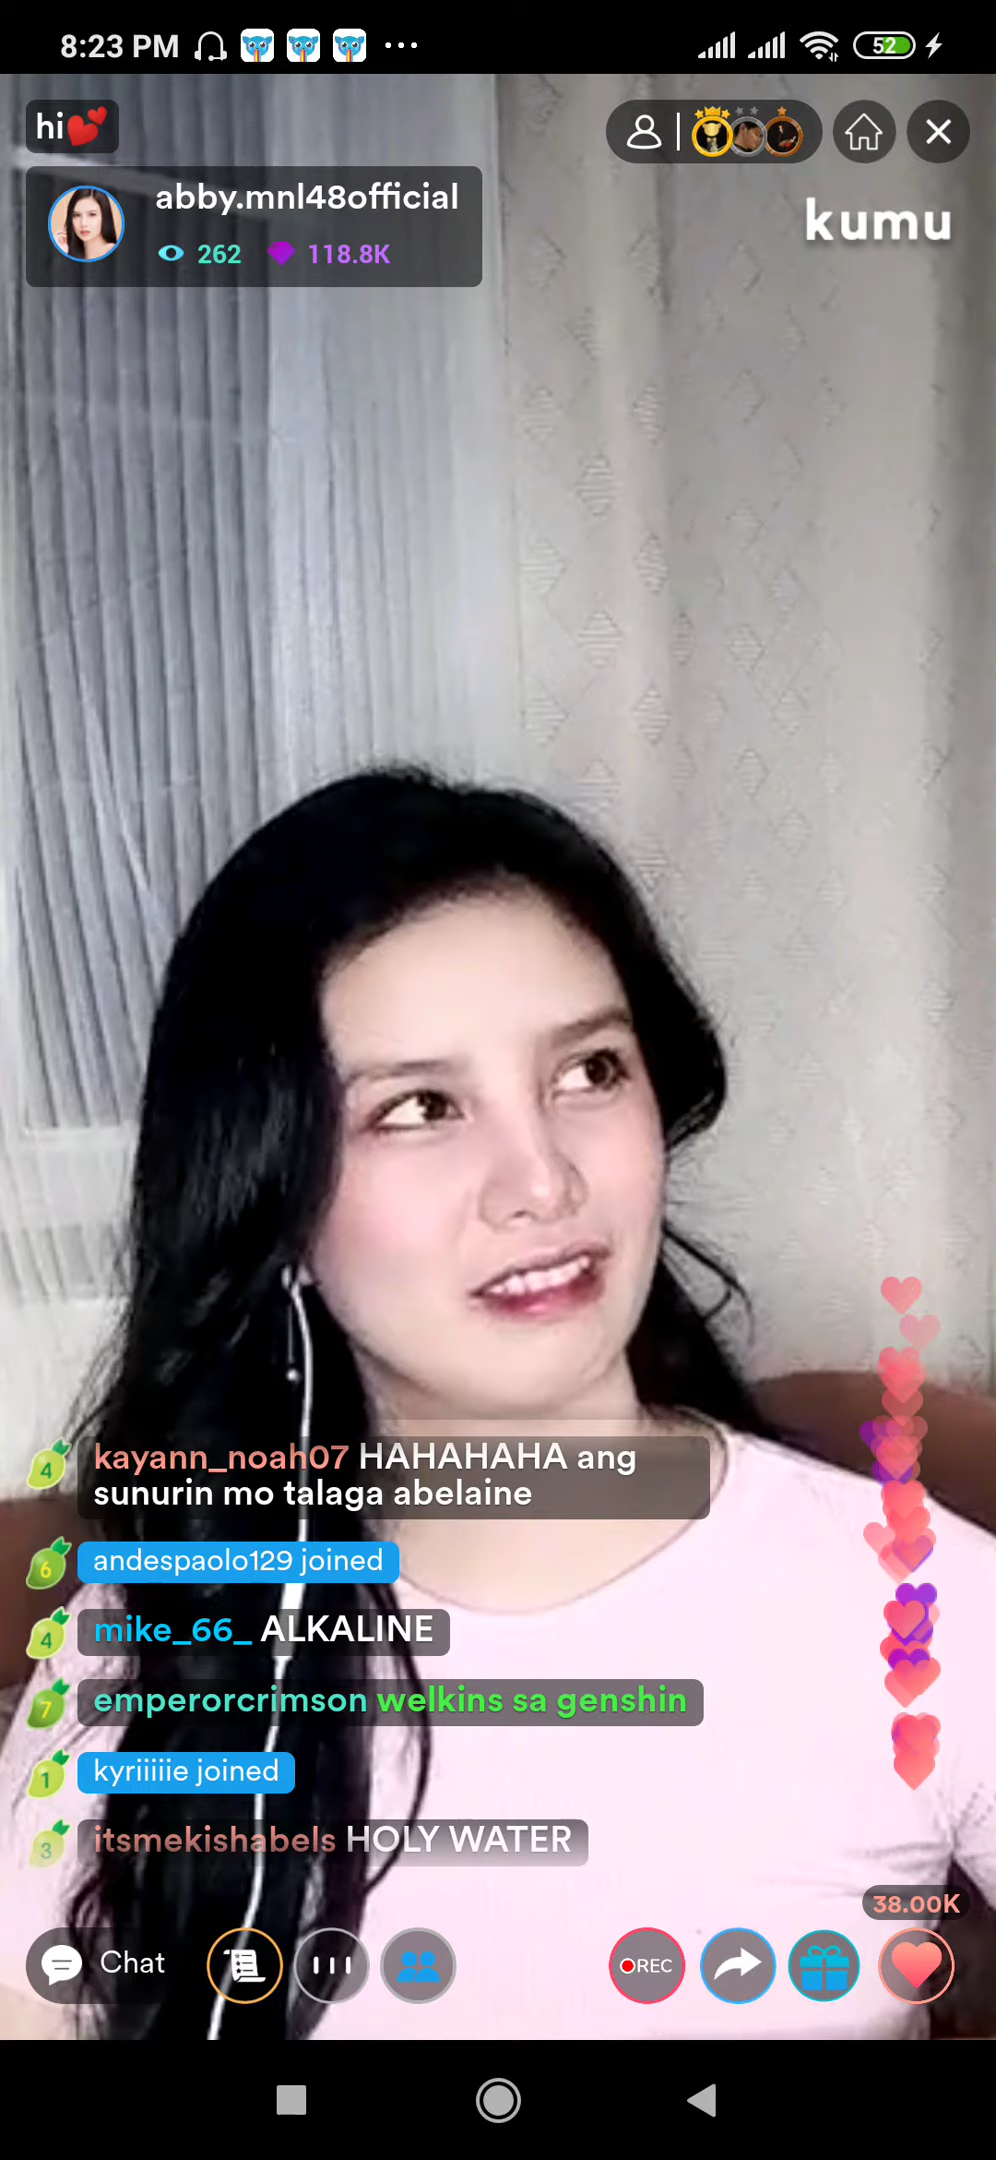 8:23 PM
52
hi💕
abby.mnl48official
262 118.8K
kumu
kayann_noah07 HAHAHAHA ang
sunurin mo talaga abelaine
4
andespaolo129 joined
6
mike_66_ ALKALINE
4
emperorcrimson welkins sa genshin
7
kyriiiiie joined
1
itsmekishabels HOLY WATER
3
38.00K
Chat
REC